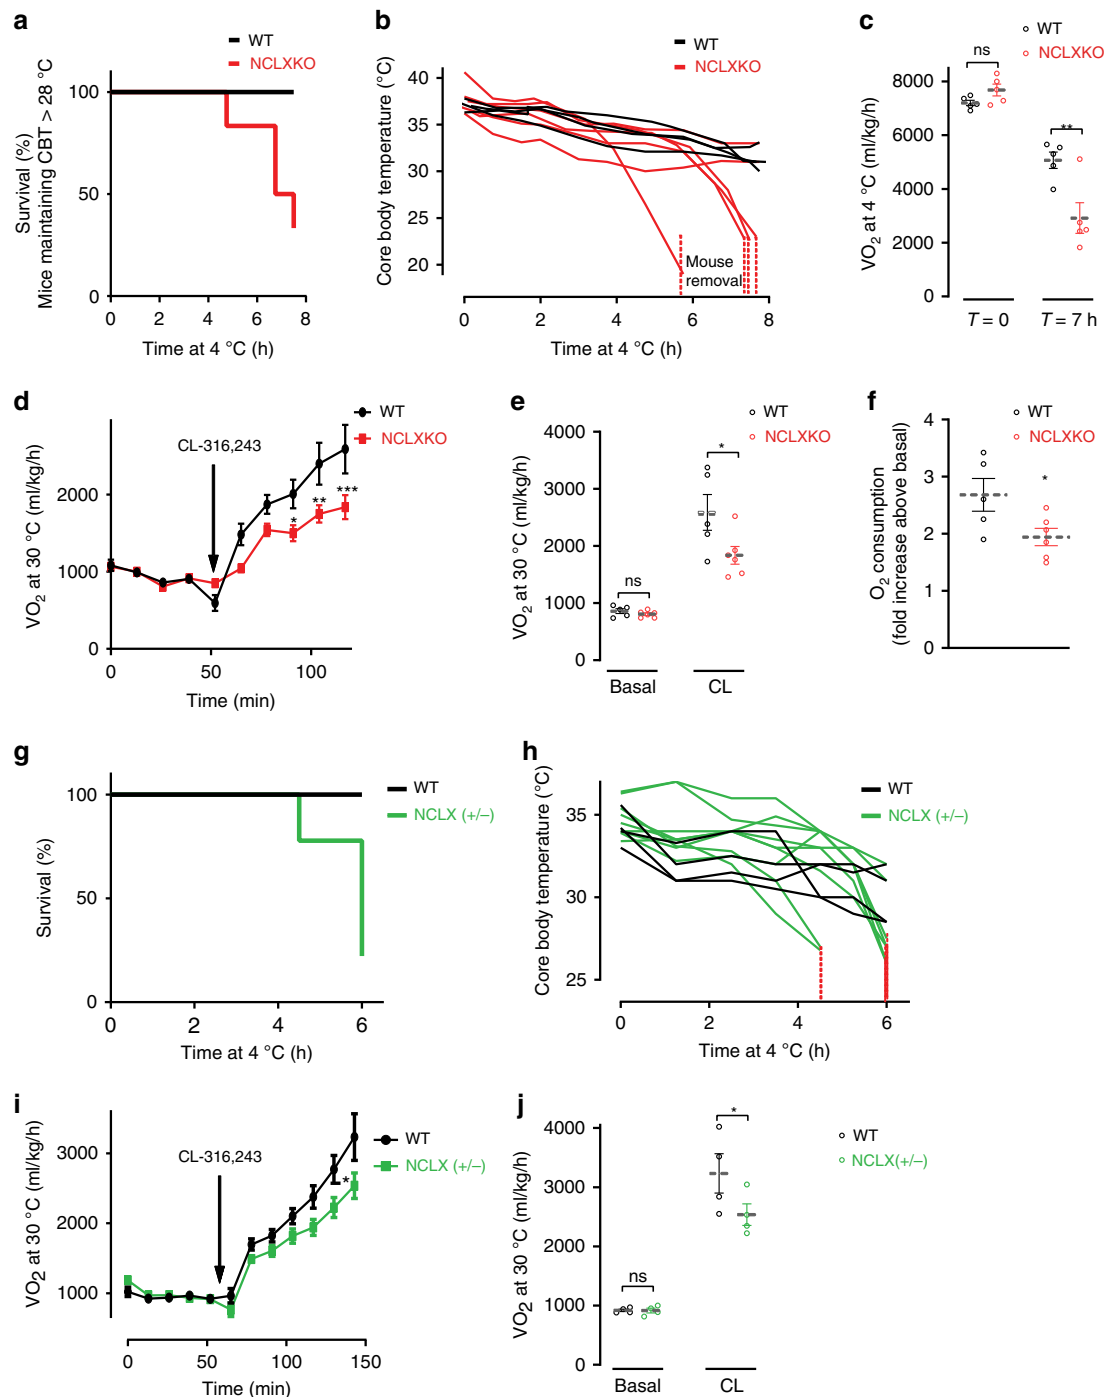 a
WT
NCLXKO
Survival (%)
Mice maintaining CBT > 28 °C
100
50
0
0 2 4 6 8
Time at 4 °C (h)
b
WT
NCLXKO
Core body temperature (°C)
40
35
30
25
20
Mouse
removal
0 2 4 6 8
Time at 4 °C (h)
c
WT
NCLXKO
VO2 at 4 °C (ml/kg/h)
8000
6000
4000
2000
0
ns
**
T = 0 T = 7 h
d
WT
NCLXKO
CL-316,243
VO2 at 30 °C (ml/kg/h)
2000
1000
0
* ** ***
0 50 100
Time (min)
e
WT
NCLXKO
VO2 at 30 °C (ml/kg/h)
4000
3000
2000
1000
0
ns
*
Basal CL
f
WT
NCLXKO
O2 consumption
(fold increase above basal)
4
3
2
1
0
*
g
WT
NCLX (+/–)
Survival (%)
100
50
0
0 2 4 6
Time at 4 °C (h)
h
WT
NCLX (+/–)
Core body temperature (°C)
35
30
25
0 2 4 6
Time at 4 °C (h)
i
WT
NCLX (+/–)
CL-316,243
VO2 at 30 °C (ml/kg/h)
3000
2000
1000
*
0 50 100 150
Time (min)
j
WT
NCLX(+/–)
VO2 at 30 °C (ml/kg/h)
4000
3000
2000
1000
0
ns
*
Basal CL